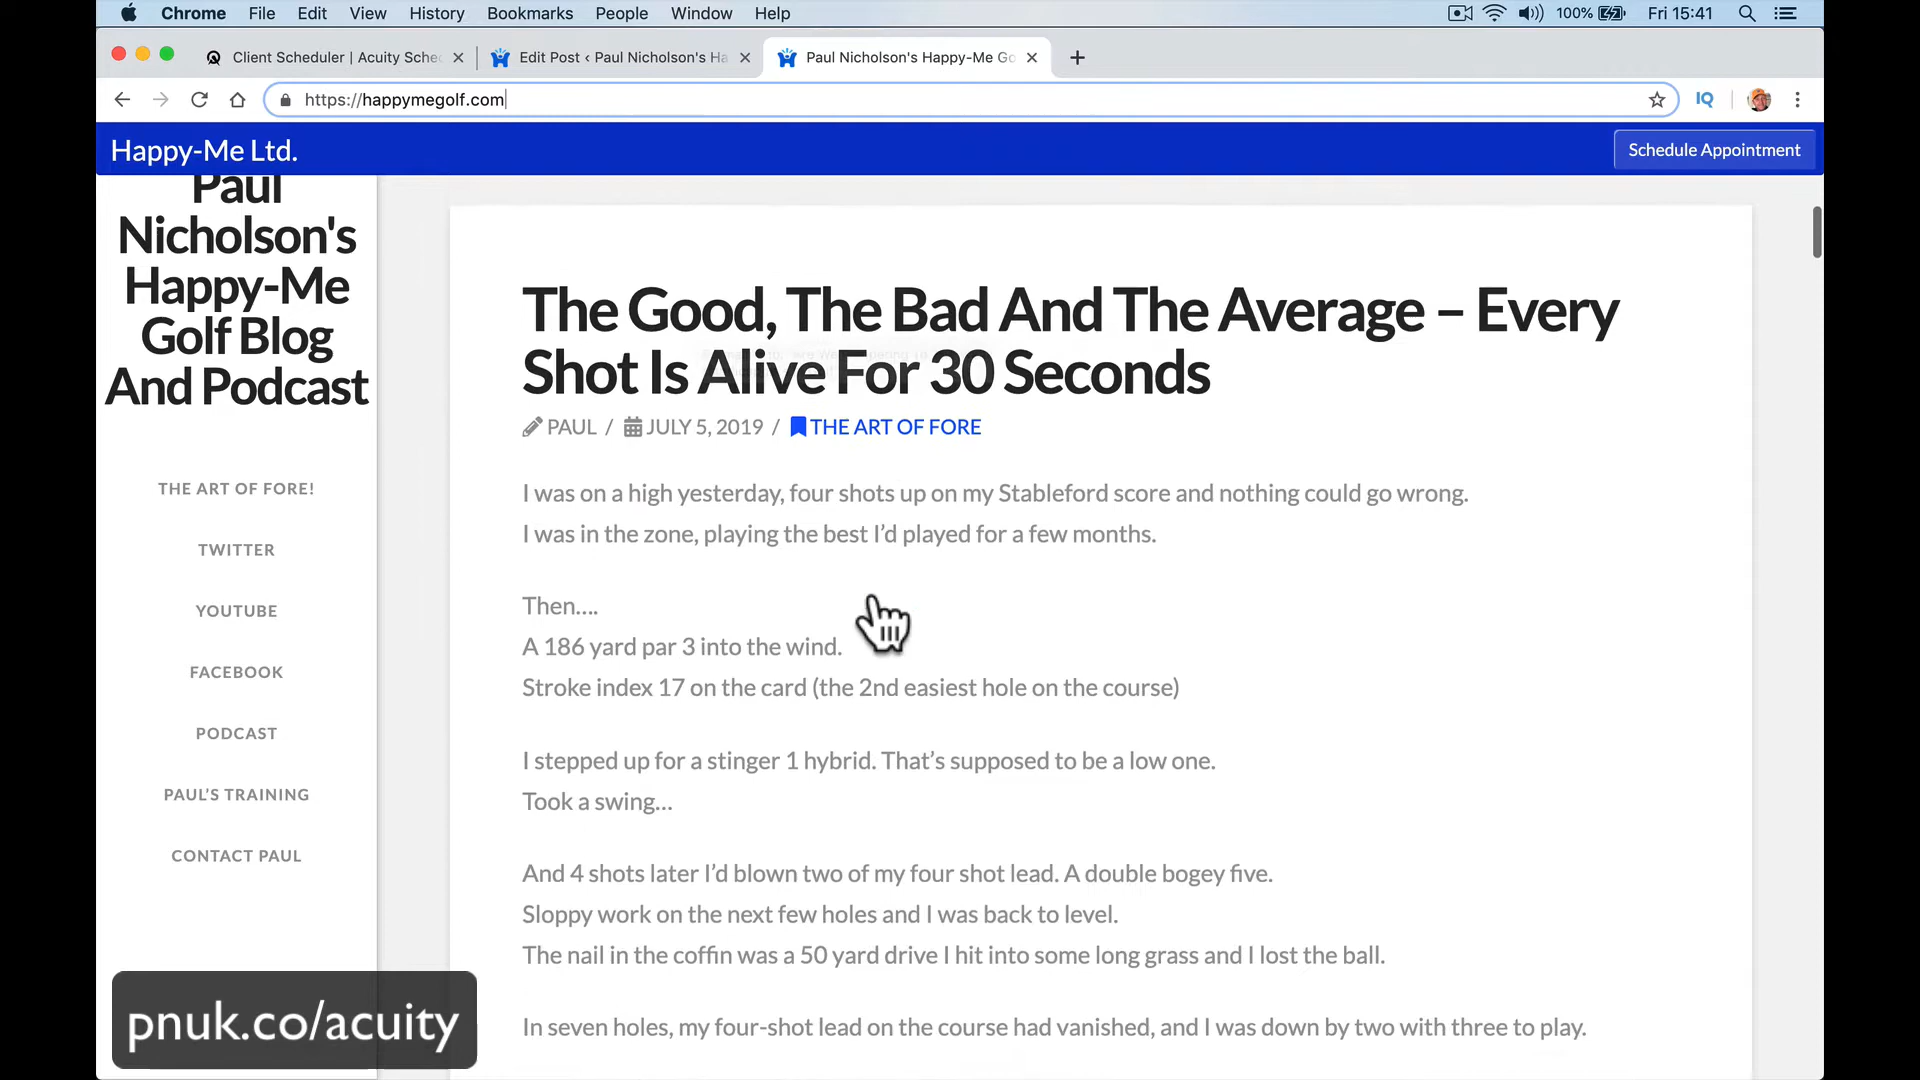 Chrome File Edit View History Bookmarks People Window Help 100% Fri 15:41
Client Scheduler | Acuity Sche
Edit Post ‹ Paul Nicholson's Ha
Paul Nicholson's Happy-Me Go
https://happymegolf.com
IQ
Happy-Me Ltd.
Schedule Appointment
Paul
Nicholson's
Happy-Me
Golf Blog
And Podcast
THE ART OF FORE!
TWITTER
YOUTUBE
FACEBOOK
PODCAST
PAUL'S TRAINING
CONTACT PAUL
The Good, The Bad And The Average – Every
Shot Is Alive For 30 Seconds
PAUL / JULY 5, 2019 / THE ART OF FORE
I was on a high yesterday, four shots up on my Stableford score and nothing could go wrong.
I was in the zone, playing the best I’d played for a few months.
Then….
A 186 yard par 3 into the wind.
Stroke index 17 on the card (the 2nd easiest hole on the course)
I stepped up for a stinger 1 hybrid. That’s supposed to be a low one.
Took a swing…
And 4 shots later I’d blown two of my four shot lead. A double bogey five.
Sloppy work on the next few holes and I was back to level.
The nail in the coffin was a 50 yard drive I hit into some long grass and I lost the ball.
In seven holes, my four-shot lead on the course had vanished, and I was down by two with three to play.
pnuk.co/acuity